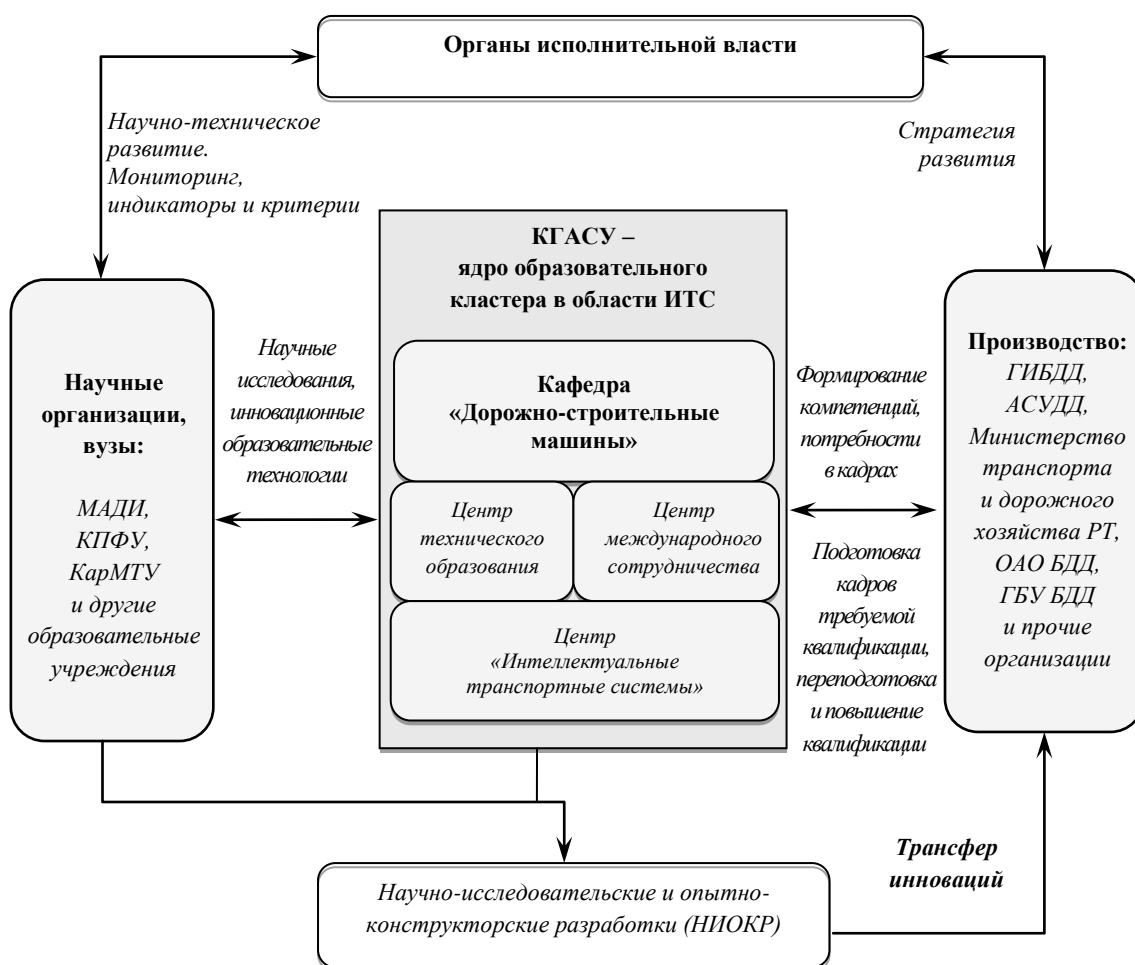 Органы исполнительной власти
Научно-техническое
развитие.
Мониторинг,
индикаторы и критерии
Стратегия
развития
КГАСУ –
ядро образовательного
кластера в области ИТС
Научные
организации,
вузы:
МАДИ,
КПФУ,
КарМТУ
и другие
образовательные
учреждения
Научные
исследования,
инновационные
образовательные
технологии
Кафедра
«Дорожно-строительные
машины»
Центр
технического
образования
Центр
международного
сотрудничества
Центр
«Интеллектуальные
транспортные системы»
Формирование
компетенций,
потребности
в кадрах
Подготовка
кадров
требуемой
квалификации,
переподготовка
и повышение
квалификации
Производство:
ГИБДД,
АСУДД,
Министерство
транспорта
и дорожного
хозяйства РТ,
ОАО БДД,
ГБУ БДД
и прочие
организации
Трансфер
инноваций
Научно-исследовательские и опытно-
конструкторские разработки (НИОКР)